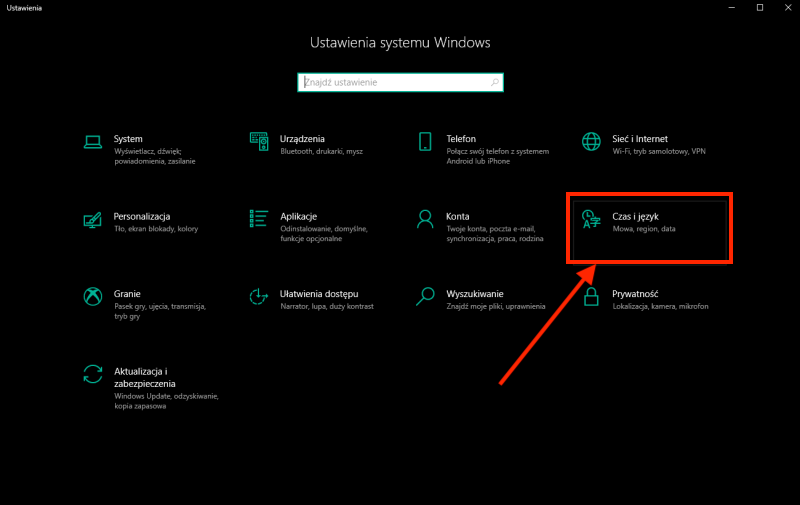 Ustawienia
Ustawienia systemu Windows
Znajdź ustawienie
System
Wyświetlacz, dźwięk;
powiadomienia, zasilanie
Urządzenia
Bluetooth, drukarki, mysz
Telefon
Połącz swój telefon z systemem
Android lub iPhone
Sieć i Internet
Wi-Fi, tryb samolotowy, VPN
Personalizacja
Tło, ekran blokady, kolory
Aplikacje
Odinstalowanie, domyślne,
funkcje opcjonalne
Konta
Twoje konta, poczta e-mail,
synchronizacja, praca, rodzina
Czas i język
Mowa, region, data
Granie
Pasek gry, ujęcia, transmisja,
tryb gry
Ułatwienia dostępu
Narrator, lupa, duży kontrast
Wyszukiwanie
Znajdź moje pliki, uprawnienia
Prywatność
Lokalizacja, kamera, mikrofon
Aktualizacja i
zabezpieczenia
Windows Update, odzyskiwanie,
kopia zapasowa